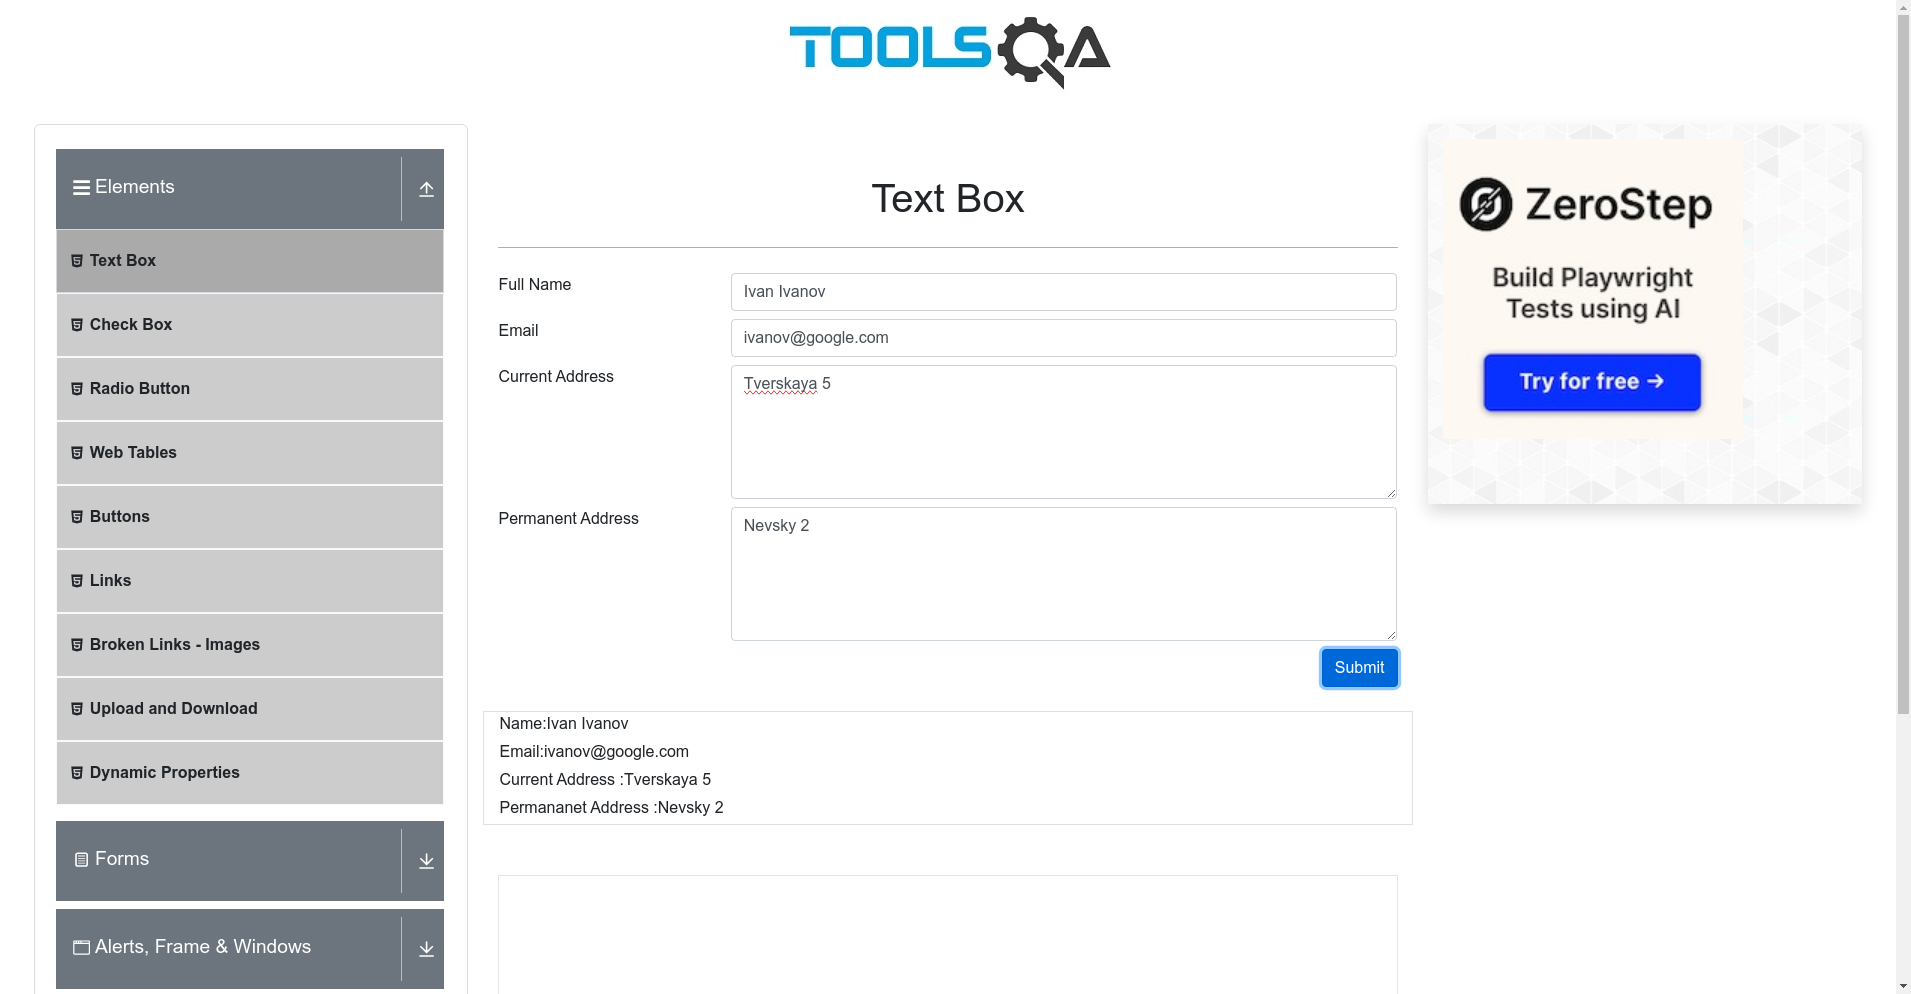 TOOLSQA
Elements
Text Box
Check Box
Radio Button
Web Tables
Buttons
Links
Broken Links - Images
Upload and Download
Dynamic Properties
Forms
Alerts, Frame & Windows
Text Box
Full Name
Ivan Ivanov
Email
ivanov@google.com
Current Address
Tverskaya 5
Permanent Address
Nevsky 2
Submit
Name:Ivan Ivanov
Email:ivanov@google.com
Current Address :Tverskaya 5
Permananet Address :Nevsky 2
ZeroStep
Build Playwright
Tests using AI
Try for free →